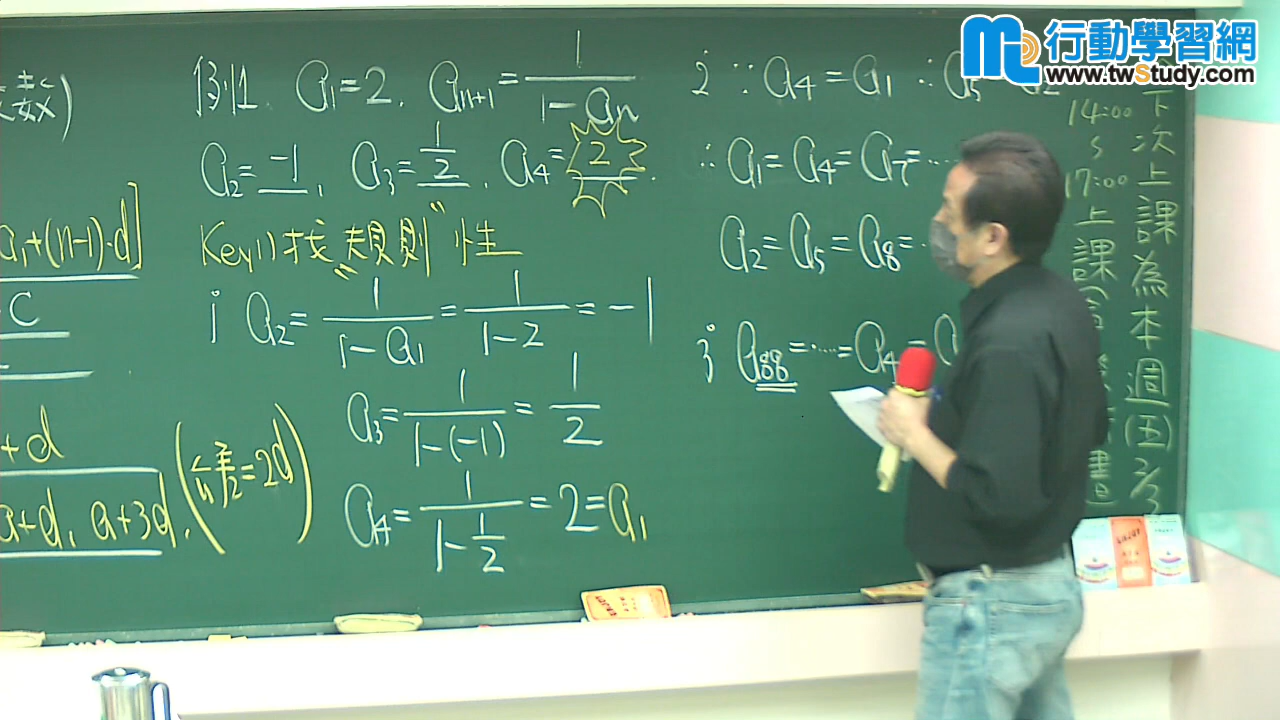 行動學習網
www.twStudy.com
數)
a₁+(n-1)·d]
C
+d
a+d, a+3d, (公差=2d)
例1. a₁=2, aₙ₊₁=1/(1-aₙ)
a₂=-1, a₃=1/2, a₄=2.
Key(1)找"規則"性
i a₂=1/(1-a₁)=1/(1-2)=-1
a₃=1/(1-(-1))=1/2
a₄=1/(1-1/2)=2=a₁
2 ∵a₄=a₁ ∴a₅
∴a₁=a₄=a₇=……
a₂=a₅=a₈=
3 a₈₈=……=a₄=a
下次上課為本週(五)2/3
14:00
~
17:00
上課(